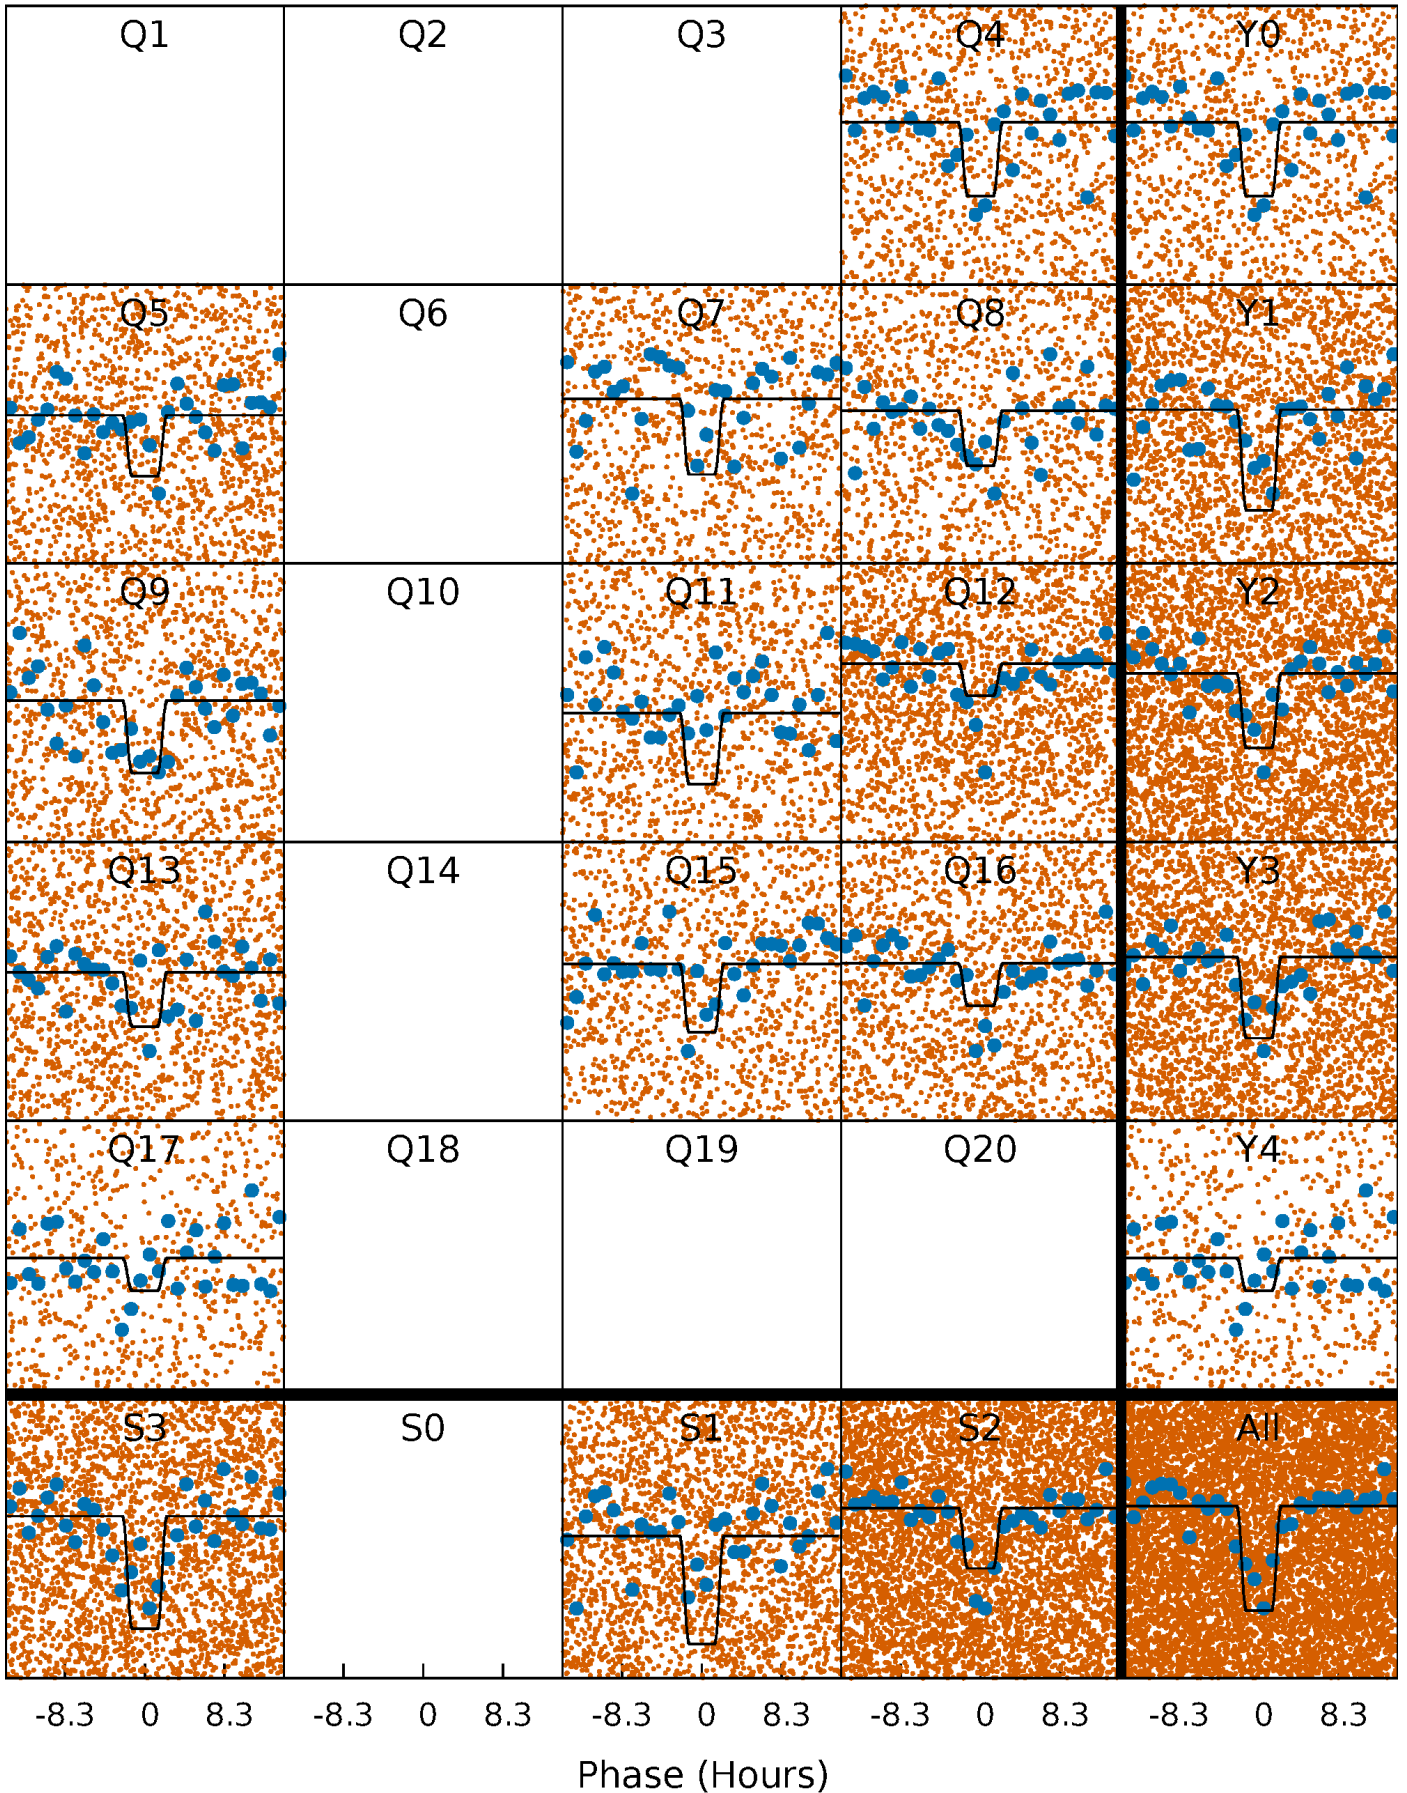 Q1 Q2 Q3 Q4 Y0
Q5 Q6 Q7 Q8 Y1
Q9 Q10 Q11 Q12 Y2
Q13 Q14 Q15 Q16 Y3
Q17 Q18 Q19 Q20 Y4
S3 S0 S1 S2 All
-8.3 0 8.3 -8.3 0 8.3 -8.3 0 8.3 -8.3 0 8.3 -8.3 0 8.3
Phase (Hours)